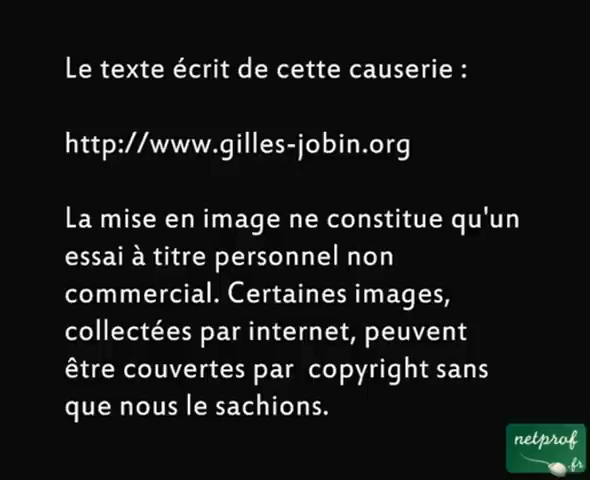 Le texte écrit de cette causerie :
http://www.gilles-jobin.org
La mise en image ne constitue qu'un
essai à titre personnel non
commercial. Certaines images,
collectées par internet, peuvent
être couvertes par  copyright sans
que nous le sachions.
netprof
.fr